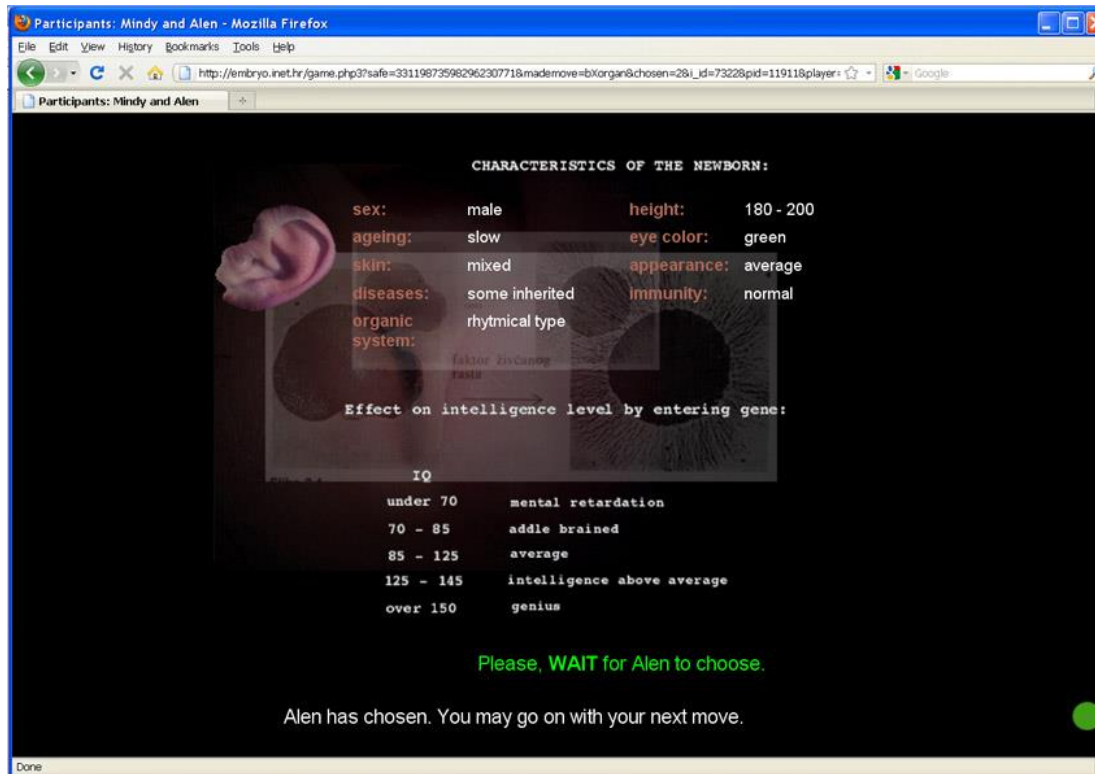 Participants: Mindy and Alen - Mozilla Firefox
File Edit View History Bookmarks Tools Help
http://embryo.inet.hr/game.php3?safe=33119873598296230771&mademove=bXorgan&chosen=2&i_id=7322&pid=11911&player= Google
Participants: Mindy and Alen
CHARACTERISTICS OF THE NEWBORN:
sex: male height: 180 - 200
ageing: slow eye color: green
skin: mixed appearance: average
diseases: some inherited immunity: normal
organic rhytmical type
system:
faktor živčanog
rasta
Effect on intelligence level by entering gene:
IQ
under 70 mental retardation
70 - 85 addle brained
85 - 125 average
125 - 145 intelligence above average
over 150 genius
Please, WAIT for Alen to choose.
Alen has chosen. You may go on with your next move.
Done